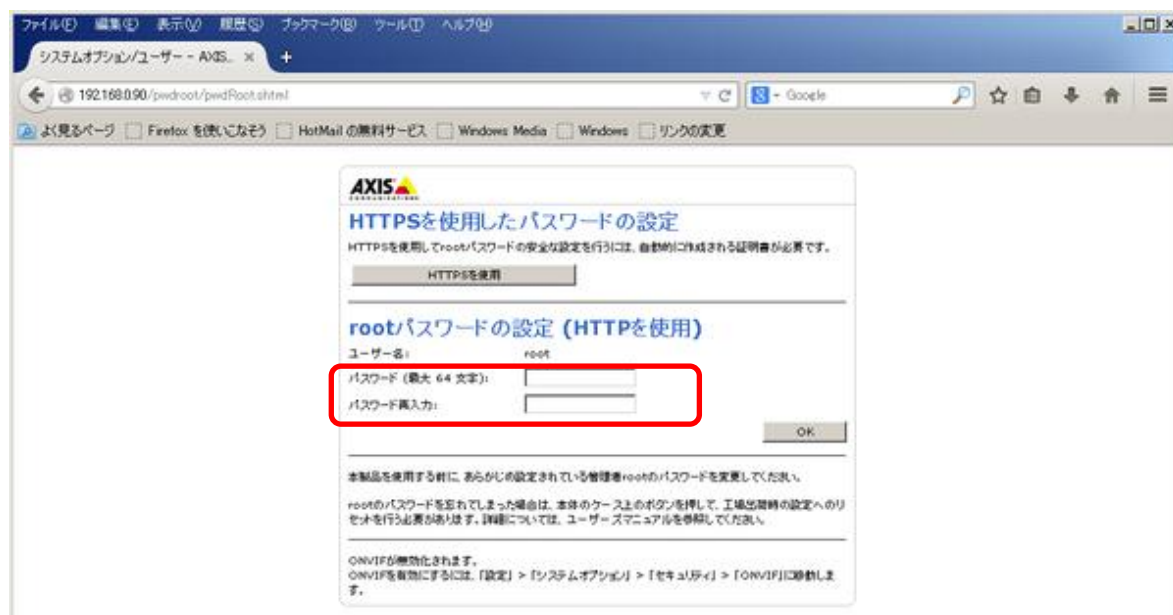 ファイル(F) 編集(E) 表示(V) 履歴(S) ブックマーク(B) ツール(T) ヘルプ(H)
システムオプション/ユーザー - AXIS... × +
192.168.0.90/pwdroot/pwdRoot.shtml
Google
よく見るページ Firefox を使いこなそう HotMail の無料サービス Windows Media Windows リンクの変更
AXIS
COMMUNICATIONS
HTTPSを使用したパスワードの設定
HTTPSを使用してrootパスワードの安全な設定を行うには、自動的に作成される証明書が必要です。
HTTPSを使用
rootパスワードの設定 (HTTPを使用)
ユーザー名: root
パスワード (最大 64 文字):
パスワード再入力:
OK
本製品を使用する前に、あらかじめ設定されている管理者rootのパスワードを変更してください。
rootのパスワードを忘れてしまった場合は、本体のケース上のボタンを押して、工場出荷時の設定へのリ
セットを行う必要があります。詳細については、ユーザーズマニュアルを参照してください。
ONVIFが無効化されます。
ONVIFを有効にするには、「設定」 > 「システムオプション」 > 「セキュリティ」 > 「ONVIF」に移動しま
す。